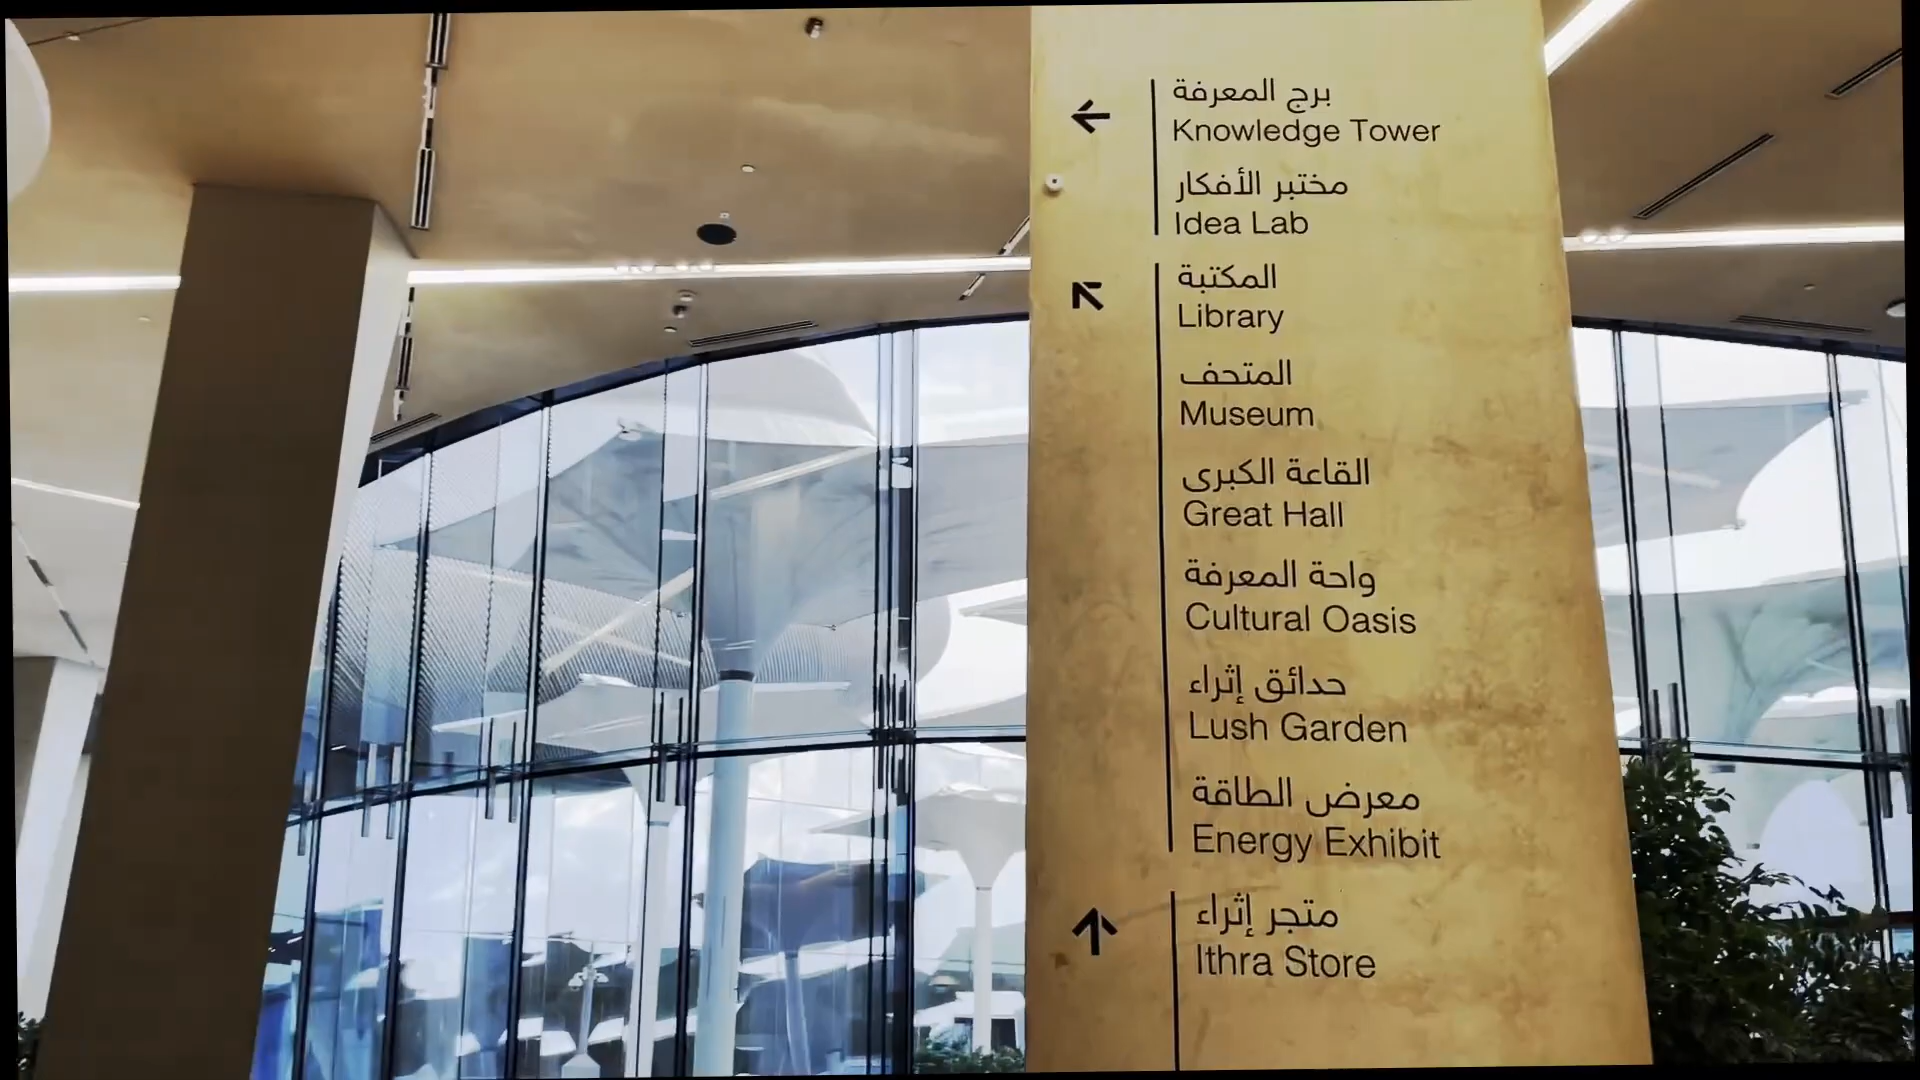 برج المعرفة
Knowledge Tower
مختبر الأفكار
Idea Lab
المكتبة
Library
المتحف
Museum
القاعة الكبرى
Great Hall
واحة المعرفة
Cultural Oasis
حدائق إثراء
Lush Garden
معرض الطاقة
Energy Exhibit
متجر إثراء
Ithra Store